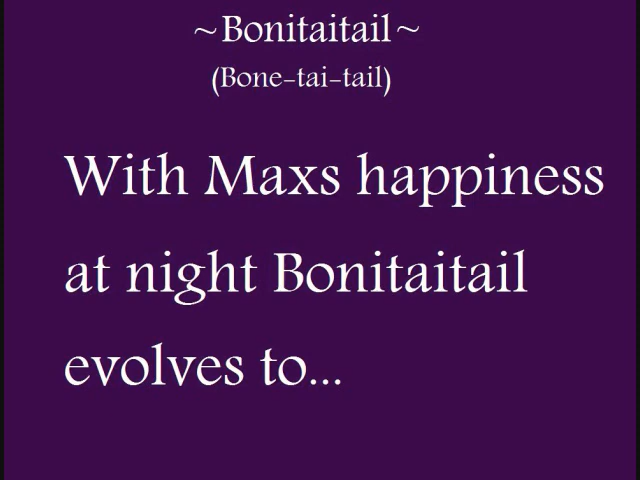 ~Bonitaitail~
(Bone-tai-tail)
With Maxs happiness
at night Bonitaitail
evolves to...